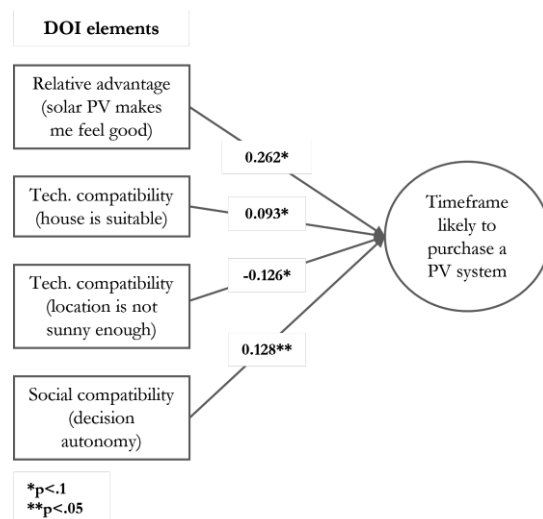 DOI elements
Relative advantage
(solar PV makes
me feel good)
0.262*
Tech. compatibility
(house is suitable)
0.093*
Timeframe
likely to
purchase a
PV system
Tech. compatibility
(location is not
sunny enough)
-0.126*
0.128**
Social compatibility
(decision
autonomy)
*p<.1
**p<.05